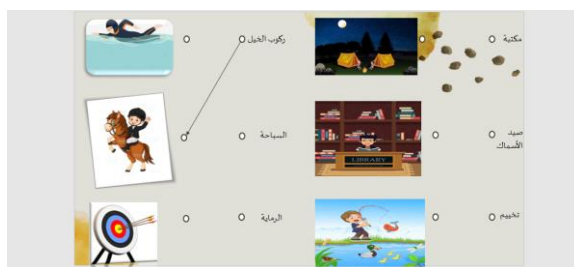 مكتبة
ركوب الخيل
صيد
الأسماك
السباحة
LIBRARY
تخييم
الرماية